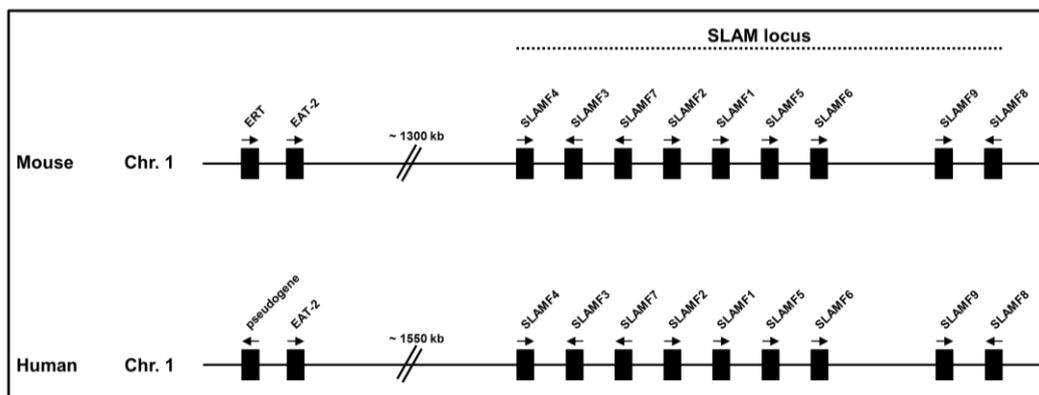 SLAM locus
ERT EAT-2 ~ 1300 kb SLAMF4 SLAMF3 SLAMF7 SLAMF2 SLAMF1 SLAMF5 SLAMF6 SLAMF9 SLAMF8
Mouse Chr. 1
pseudogene EAT-2 ~ 1550 kb SLAMF4 SLAMF3 SLAMF7 SLAMF2 SLAMF1 SLAMF5 SLAMF6 SLAMF9 SLAMF8
Human Chr. 1